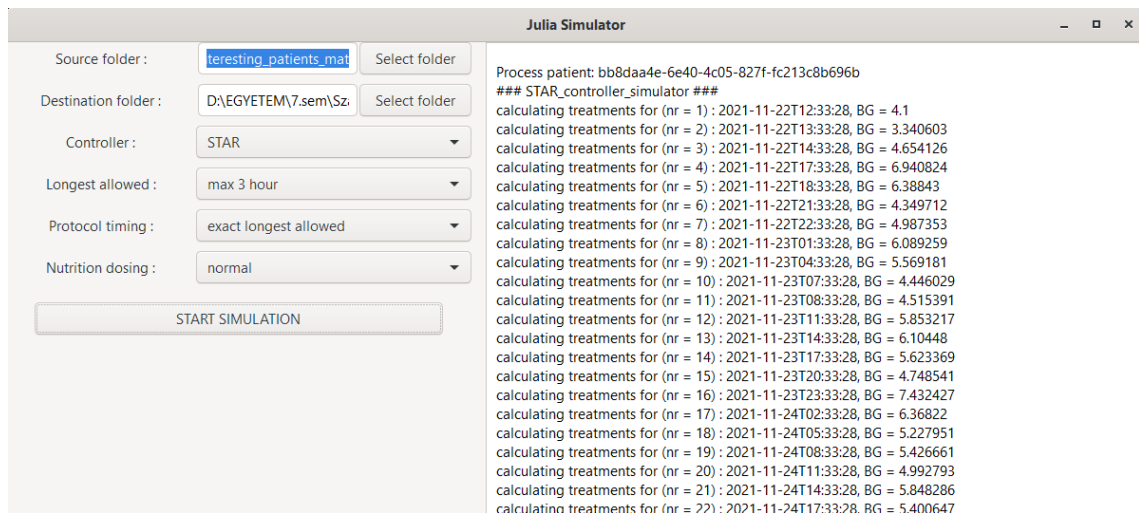 Julia Simulator
Source folder :
teresting_patients_mat
Select folder
Destination folder :
D:\EGYETEM\7.sem\Sza
Select folder
Controller :
STAR
Longest allowed :
max 3 hour
Protocol timing :
exact longest allowed
Nutrition dosing :
normal
START SIMULATION
Process patient: bb8daa4e-6e40-4c05-827f-fc213c8b696b
### STAR_controller_simulator ###
calculating treatments for (nr = 1) : 2021-11-22T12:33:28, BG = 4.1
calculating treatments for (nr = 2) : 2021-11-22T13:33:28, BG = 3.340603
calculating treatments for (nr = 3) : 2021-11-22T14:33:28, BG = 4.654126
calculating treatments for (nr = 4) : 2021-11-22T17:33:28, BG = 6.940824
calculating treatments for (nr = 5) : 2021-11-22T18:33:28, BG = 6.38843
calculating treatments for (nr = 6) : 2021-11-22T21:33:28, BG = 4.349712
calculating treatments for (nr = 7) : 2021-11-22T22:33:28, BG = 4.987353
calculating treatments for (nr = 8) : 2021-11-23T01:33:28, BG = 6.089259
calculating treatments for (nr = 9) : 2021-11-23T04:33:28, BG = 5.569181
calculating treatments for (nr = 10) : 2021-11-23T07:33:28, BG = 4.446029
calculating treatments for (nr = 11) : 2021-11-23T08:33:28, BG = 4.515391
calculating treatments for (nr = 12) : 2021-11-23T11:33:28, BG = 5.853217
calculating treatments for (nr = 13) : 2021-11-23T14:33:28, BG = 6.10448
calculating treatments for (nr = 14) : 2021-11-23T17:33:28, BG = 5.623369
calculating treatments for (nr = 15) : 2021-11-23T20:33:28, BG = 4.748541
calculating treatments for (nr = 16) : 2021-11-23T23:33:28, BG = 7.432427
calculating treatments for (nr = 17) : 2021-11-24T02:33:28, BG = 6.36822
calculating treatments for (nr = 18) : 2021-11-24T05:33:28, BG = 5.227951
calculating treatments for (nr = 19) : 2021-11-24T08:33:28, BG = 5.426661
calculating treatments for (nr = 20) : 2021-11-24T11:33:28, BG = 4.992793
calculating treatments for (nr = 21) : 2021-11-24T14:33:28, BG = 5.848286
calculating treatments for (nr = 22) : 2021-11-24T17:33:28, BG = 5.400647